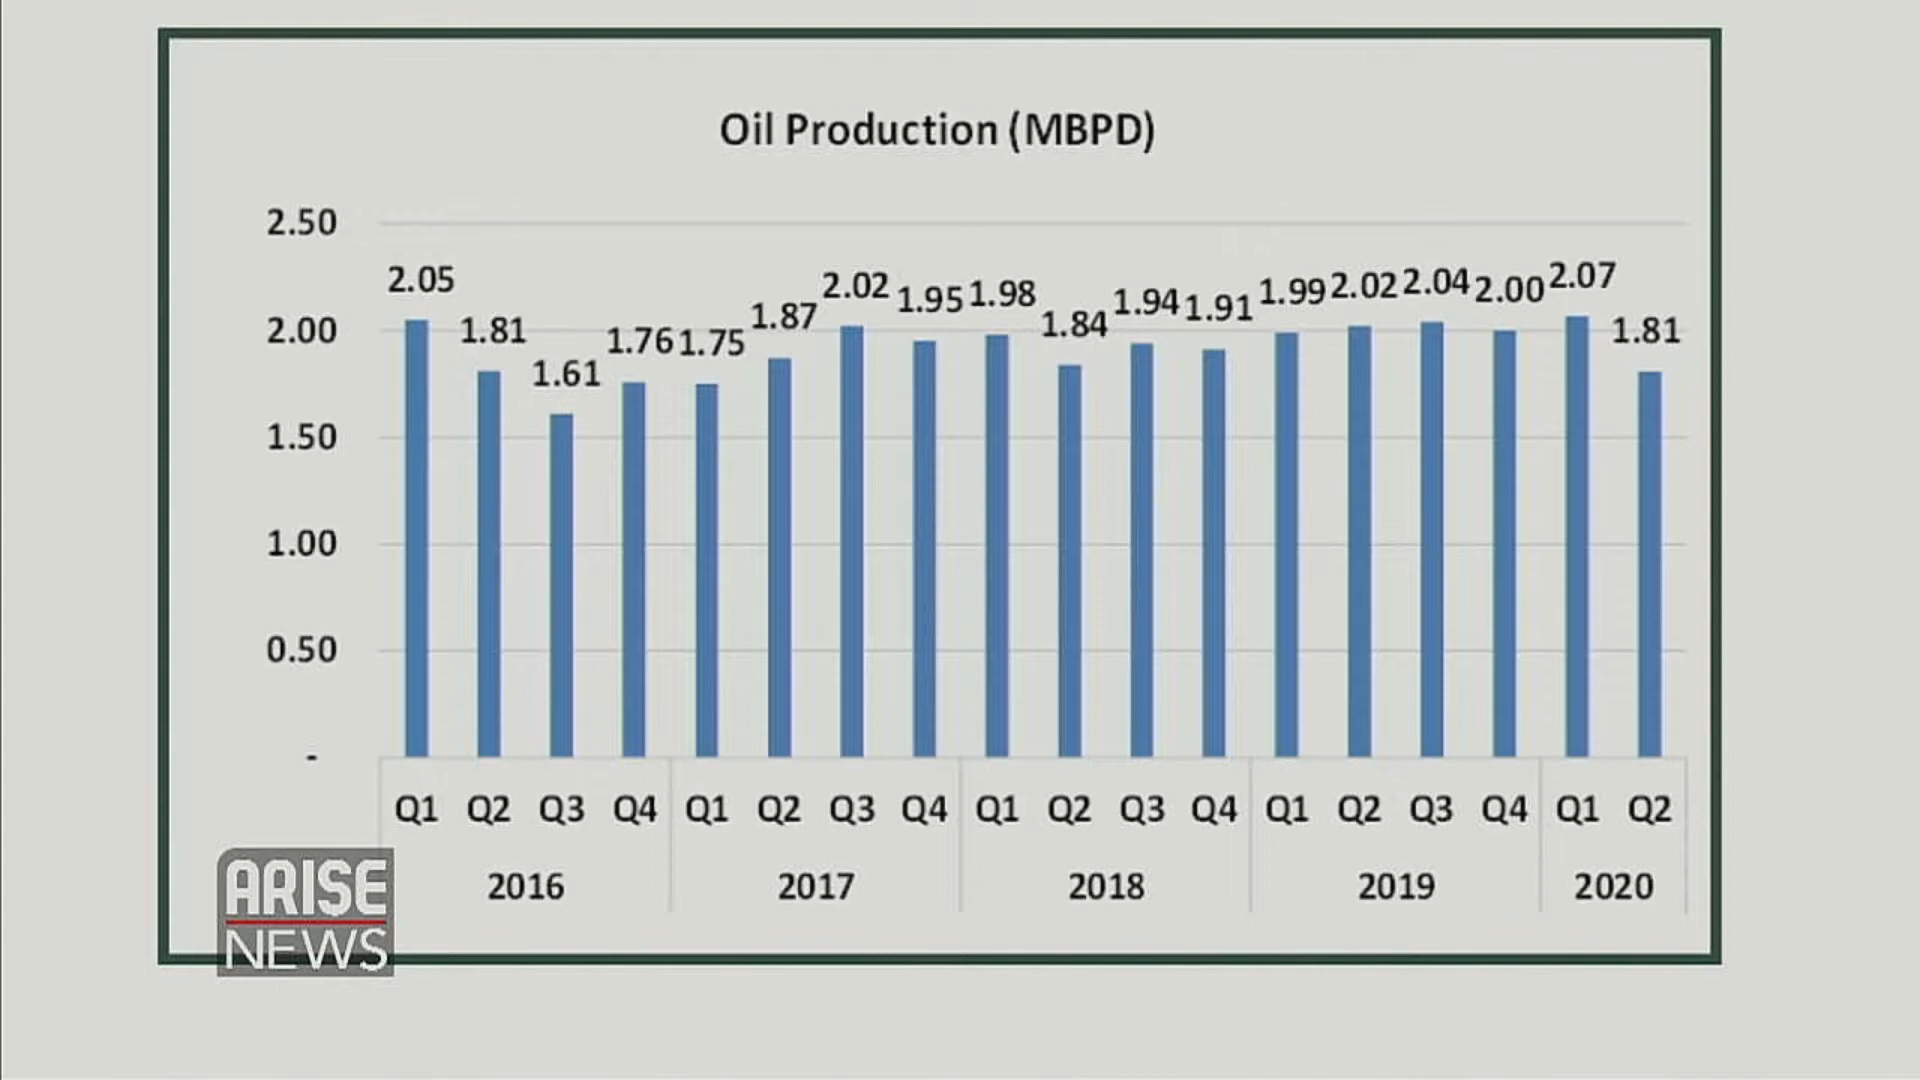 Oil Production (MBPD)
2.50
2.00
1.50
1.00
0.50
-
2.05 1.81 1.61 1.76 1.75 1.87 2.02 1.95 1.98 1.84 1.94 1.91 1.99 2.02 2.04 2.00 2.07 1.81
Q1 Q2 Q3 Q4 Q1 Q2 Q3 Q4 Q1 Q2 Q3 Q4 Q1 Q2 Q3 Q4 Q1 Q2
2016 2017 2018 2019 2020
ARISE
NEWS